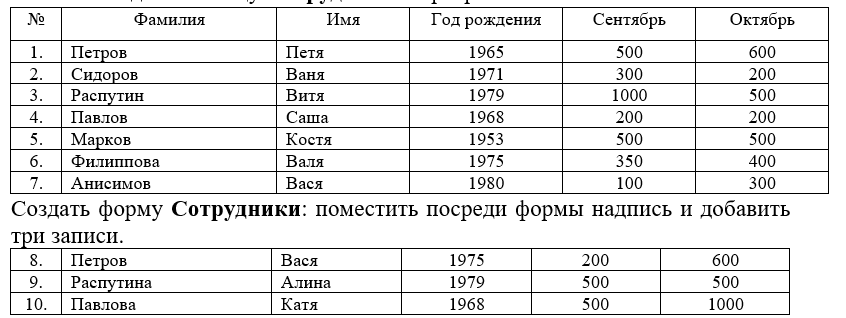 № Фамилия Имя Год рождения Сентябрь Октябрь
1. Петров Петя 1965 500 600
2. Сидоров Ваня 1971 300 200
3. Распутин Витя 1979 1000 500
4. Павлов Саша 1968 200 200
5. Марков Костя 1953 500 500
6. Филиппова Валя 1975 350 400
7. Анисимов Вася 1980 100 300
Создать форму Сотрудники: поместить посреди формы надпись и добавить
три записи.
8. Петров Вася 1975 200 600
9. Распутина Алина 1979 500 500
10. Павлова Катя 1968 500 1000